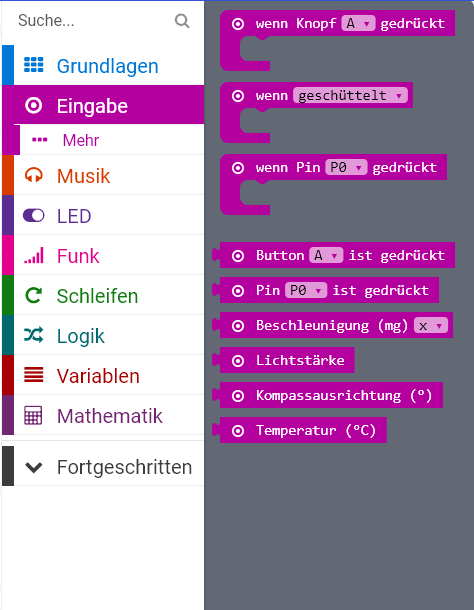 Suche...
Grundlagen
Eingabe
Mehr
Musik
LED
Funk
Schleifen
Logik
Variablen
Mathematik
Fortgeschritten
wenn Knopf A gedrückt
wenn geschüttelt
wenn Pin P0 gedrückt
Button A ist gedrückt
Pin P0 ist gedrückt
Beschleunigung (mg) x
Lichtstärke
Kompassausrichtung (°)
Temperatur (°C)